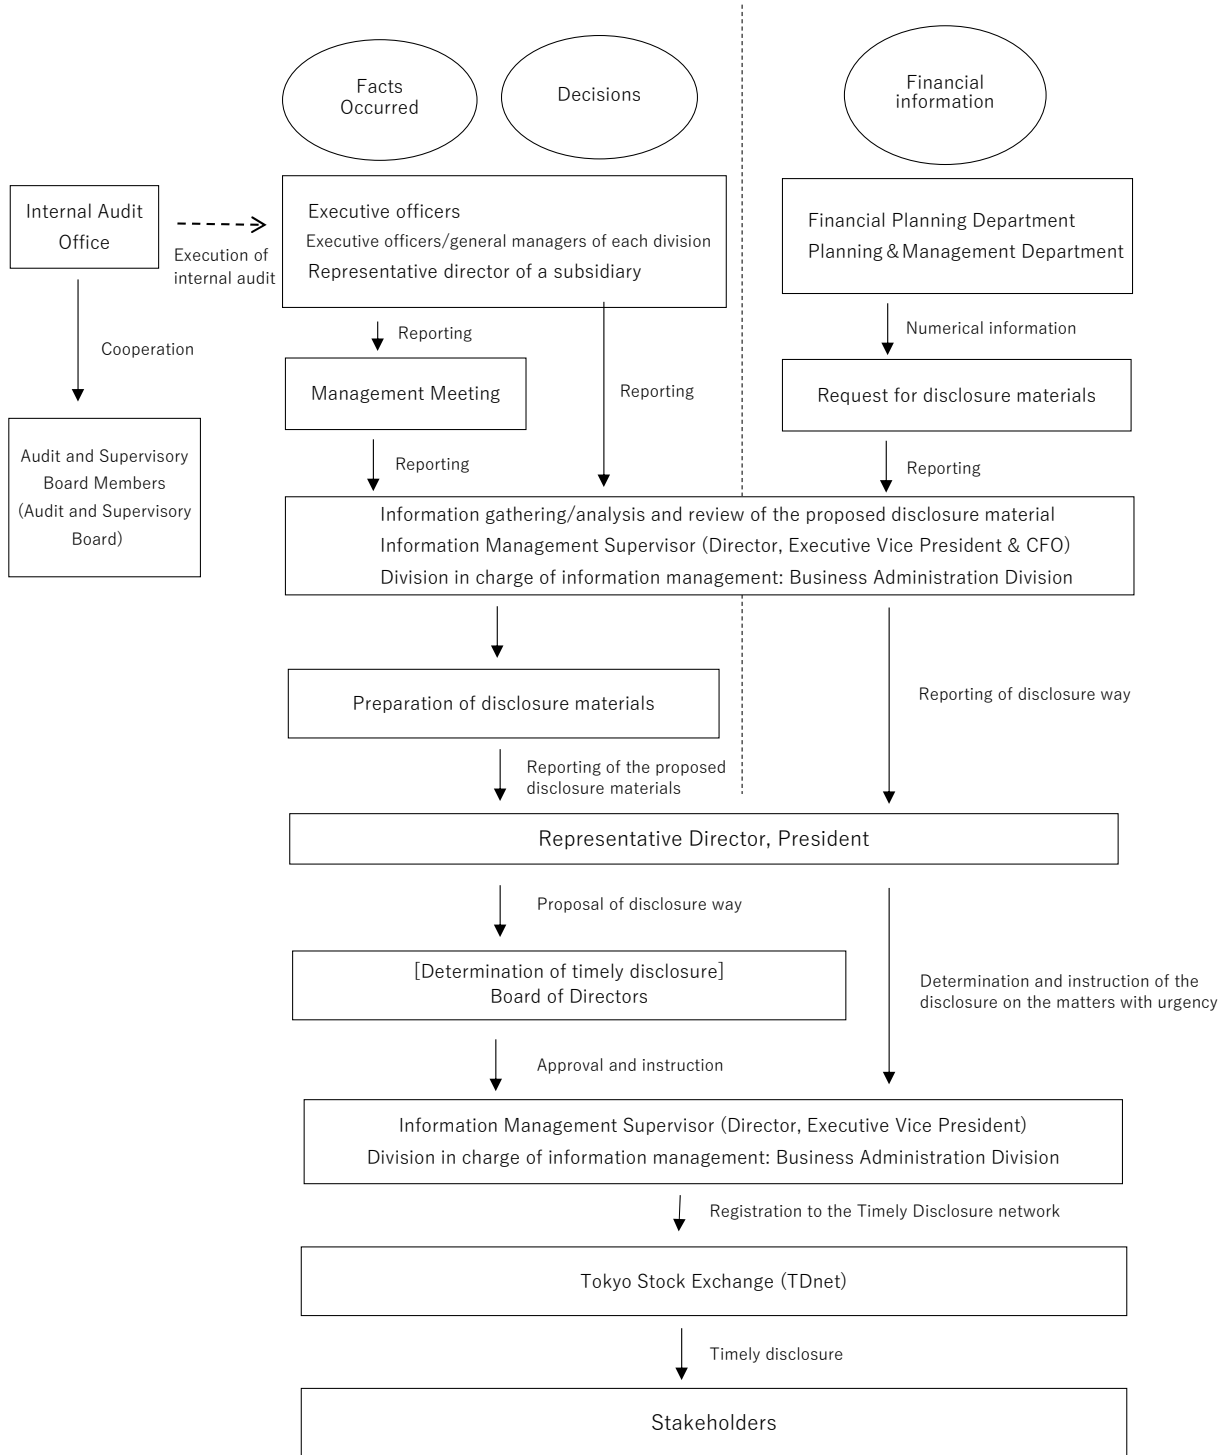 Facts
Occurred
Decisions
Financial
information
Internal Audit
Office
Execution of
internal audit
Executive officers
Executive officers/general managers of each division
Representative director of a subsidiary
Financial Planning Department
Planning & Management Department
Cooperation
Reporting
Numerical information
Management Meeting
Reporting
Request for disclosure materials
Audit and Supervisory
Board Members
(Audit and Supervisory
Board)
Reporting
Reporting
Information gathering/analysis and review of the proposed disclosure material
Information Management Supervisor (Director, Executive Vice President & CFO)
Division in charge of information management: Business Administration Division
Preparation of disclosure materials
Reporting of disclosure way
Reporting of the proposed
disclosure materials
Representative Director, President
Proposal of disclosure way
[Determination of timely disclosure]
Board of Directors
Determination and instruction of the
disclosure on the matters with urgency
Approval and instruction
Information Management Supervisor (Director, Executive Vice President)
Division in charge of information management: Business Administration Division
Registration to the Timely Disclosure network
Tokyo Stock Exchange (TDnet)
Timely disclosure
Stakeholders